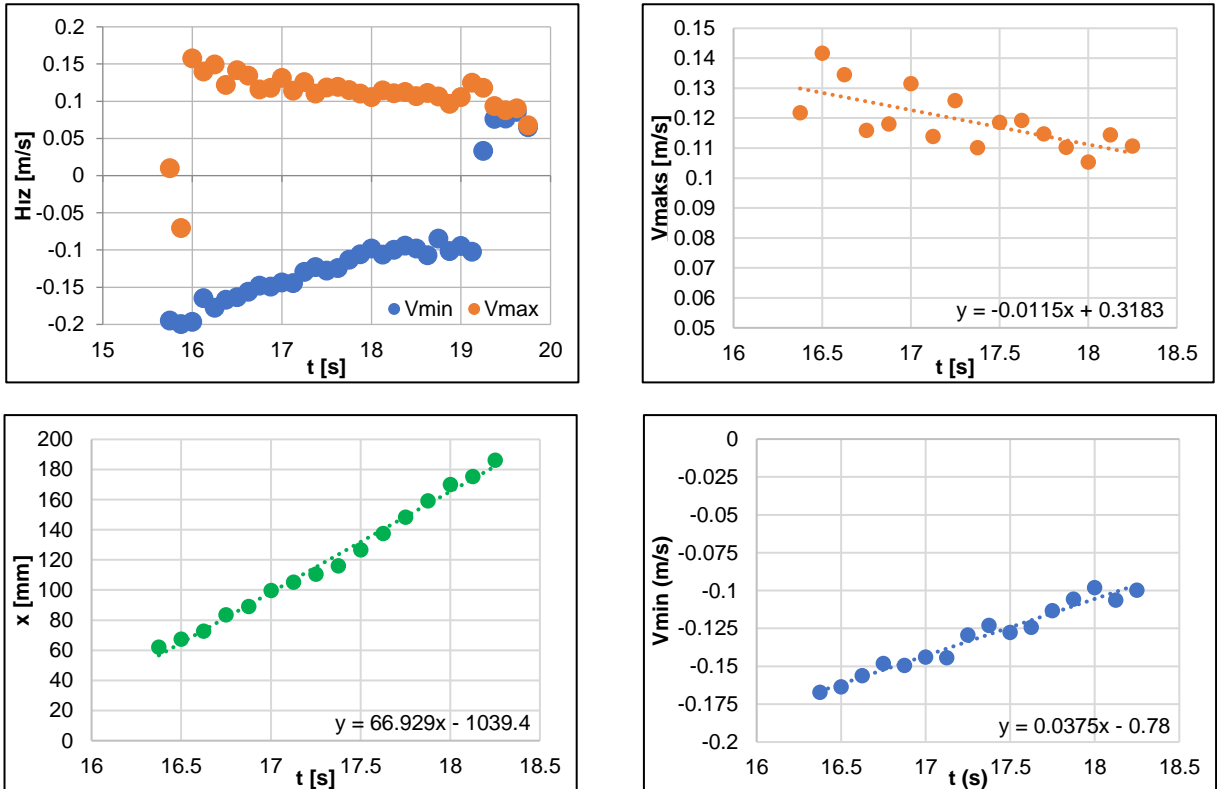 0.2
0.15
0.1
0.05
0
-0.05
-0.1
-0.15
-0.2
Hız [m/s]
Vmin Vmax
15 16 17 18 19 20
t [s]
0.15
0.14
0.13
0.12
0.11
0.1
0.09
0.08
0.07
0.06
0.05
Vmaks [m/s]
y = -0.0115x + 0.3183
16 16.5 17 17.5 18 18.5
t [s]
200
180
160
140
120
100
80
60
40
20
0
x [mm]
y = 66.929x - 1039.4
16 16.5 17 17.5 18 18.5
t [s]
0
-0.025
-0.05
-0.075
-0.1
-0.125
-0.15
-0.175
-0.2
Vmin (m/s)
y = 0.0375x - 0.78
16 16.5 17 17.5 18 18.5
t (s)